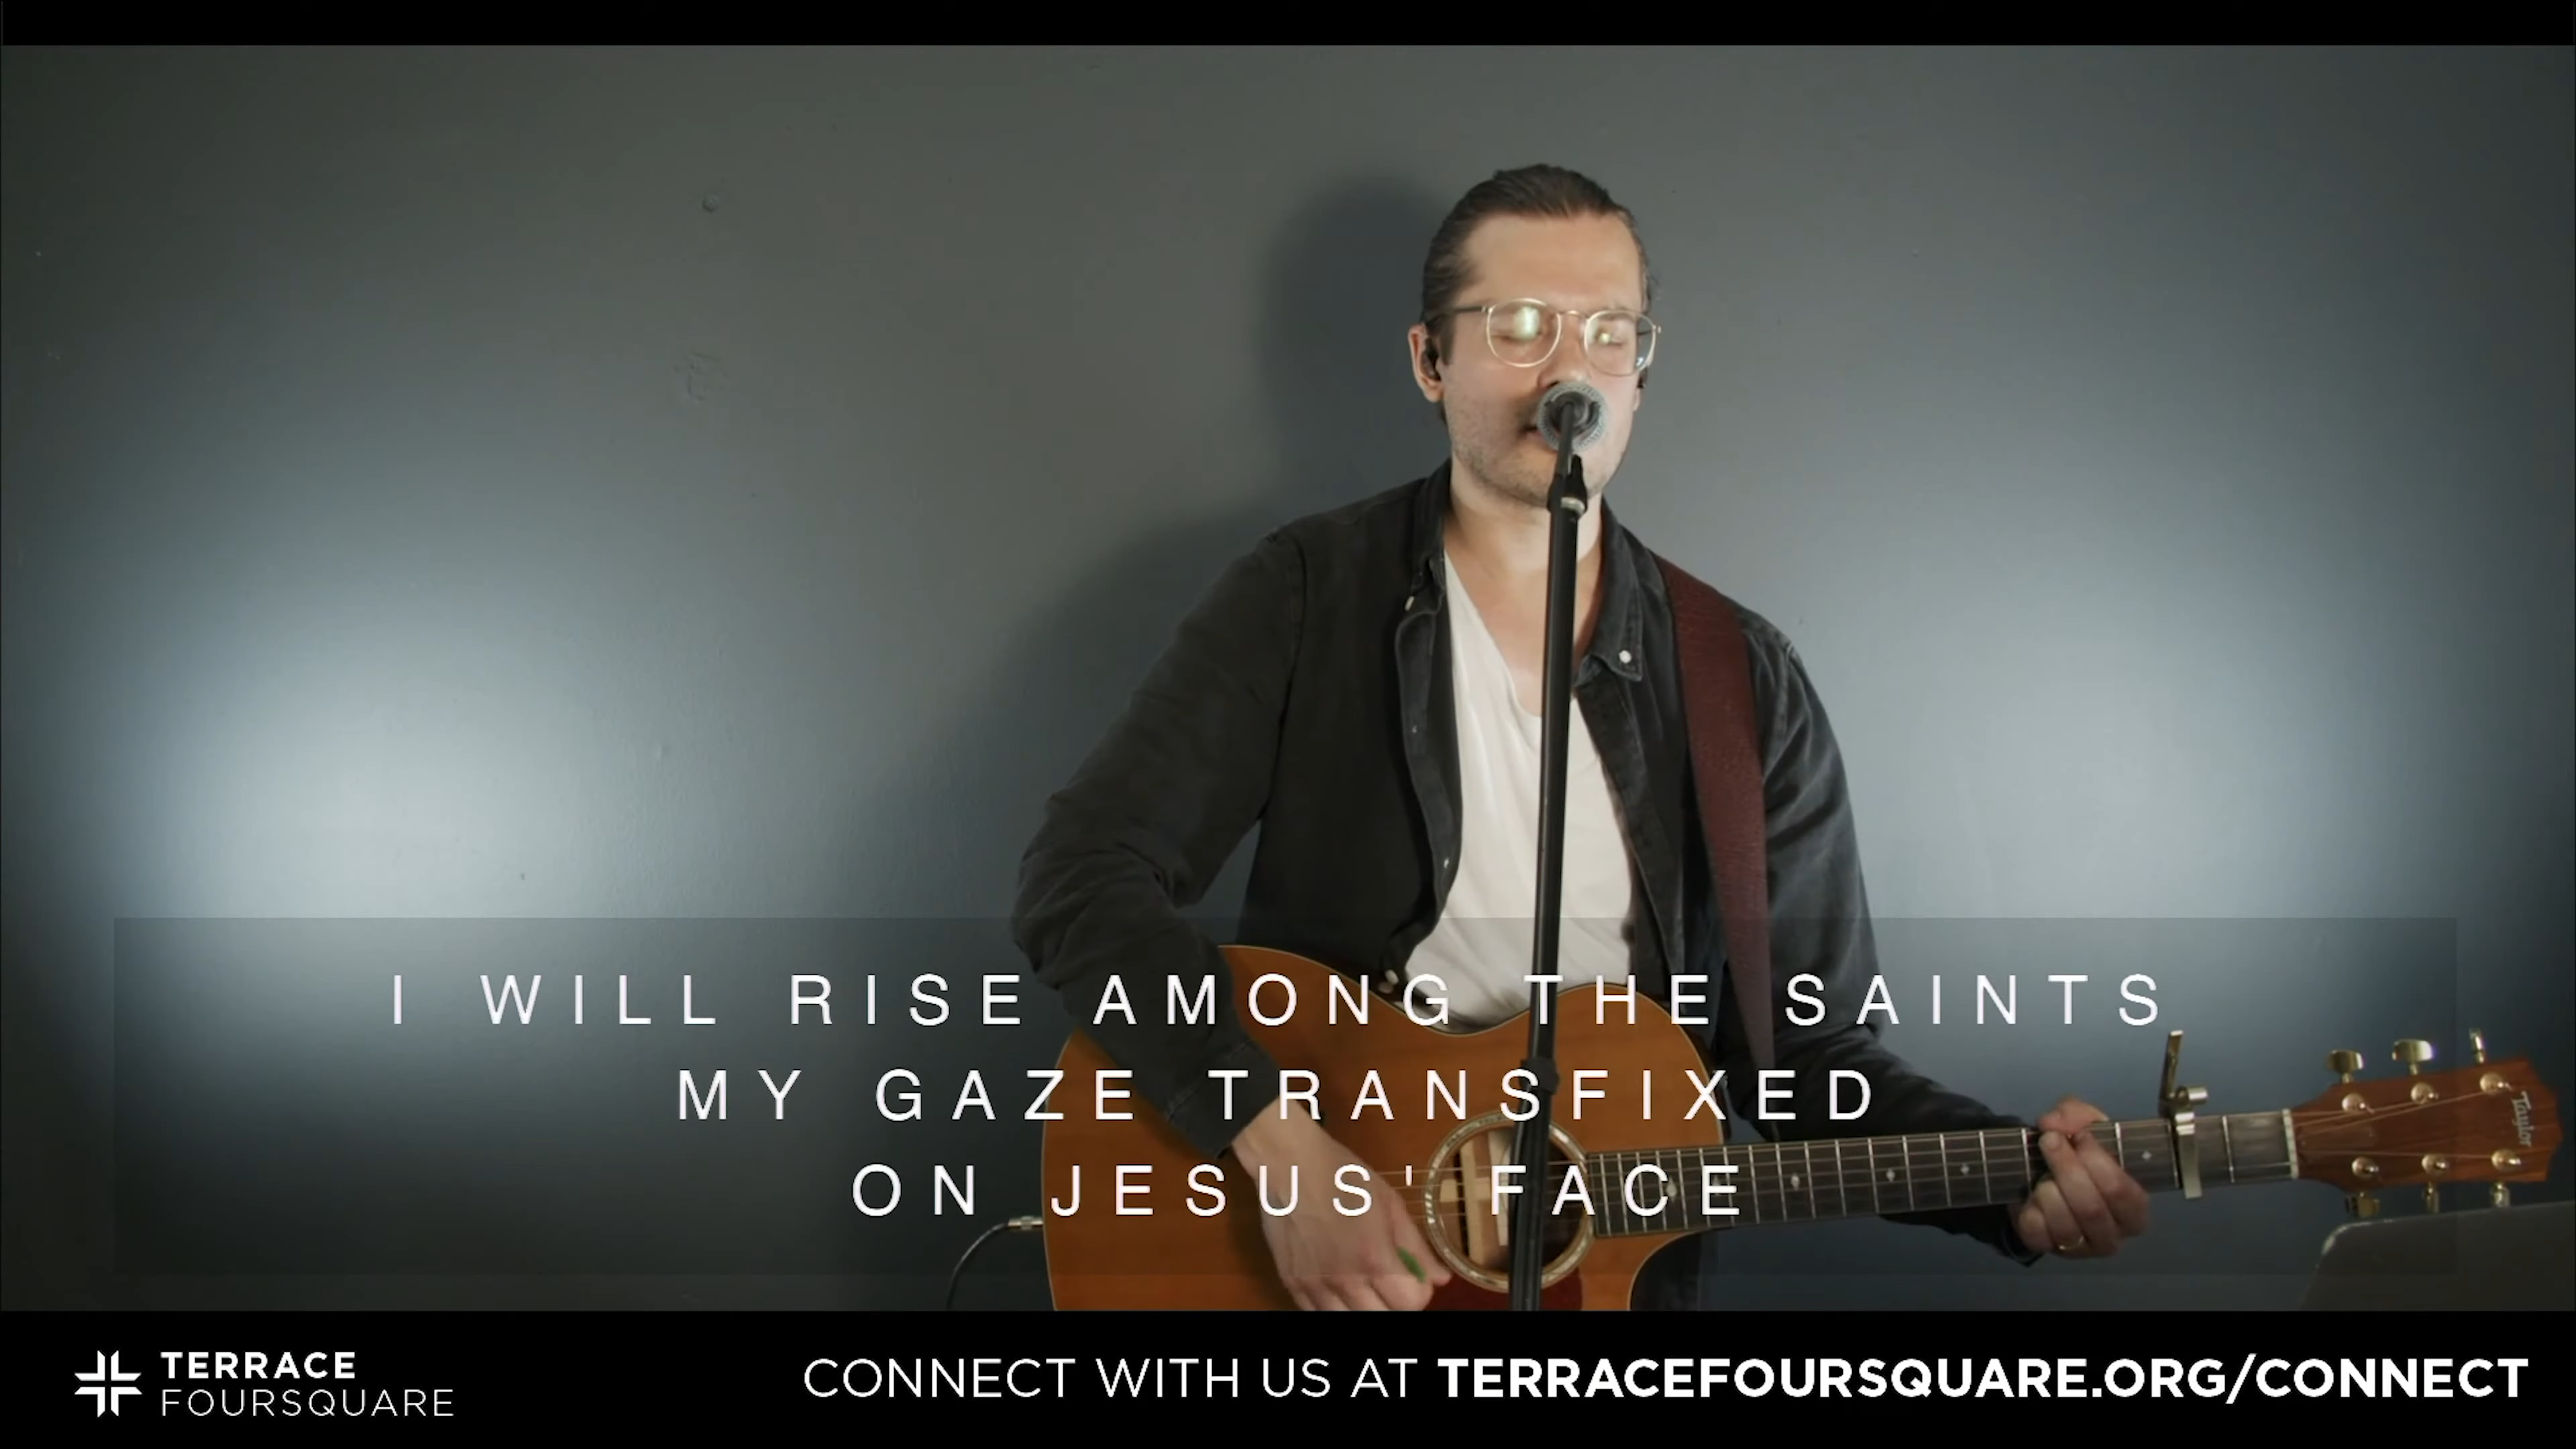 I WILL RISE AMONG THE SAINTS
MY GAZE TRANSFIXED
ON JESUS' FACE
Taylor
TERRACE
FOURSQUARE
CONNECT WITH US AT TERRACEFOURSQUARE.ORG/CONNECT